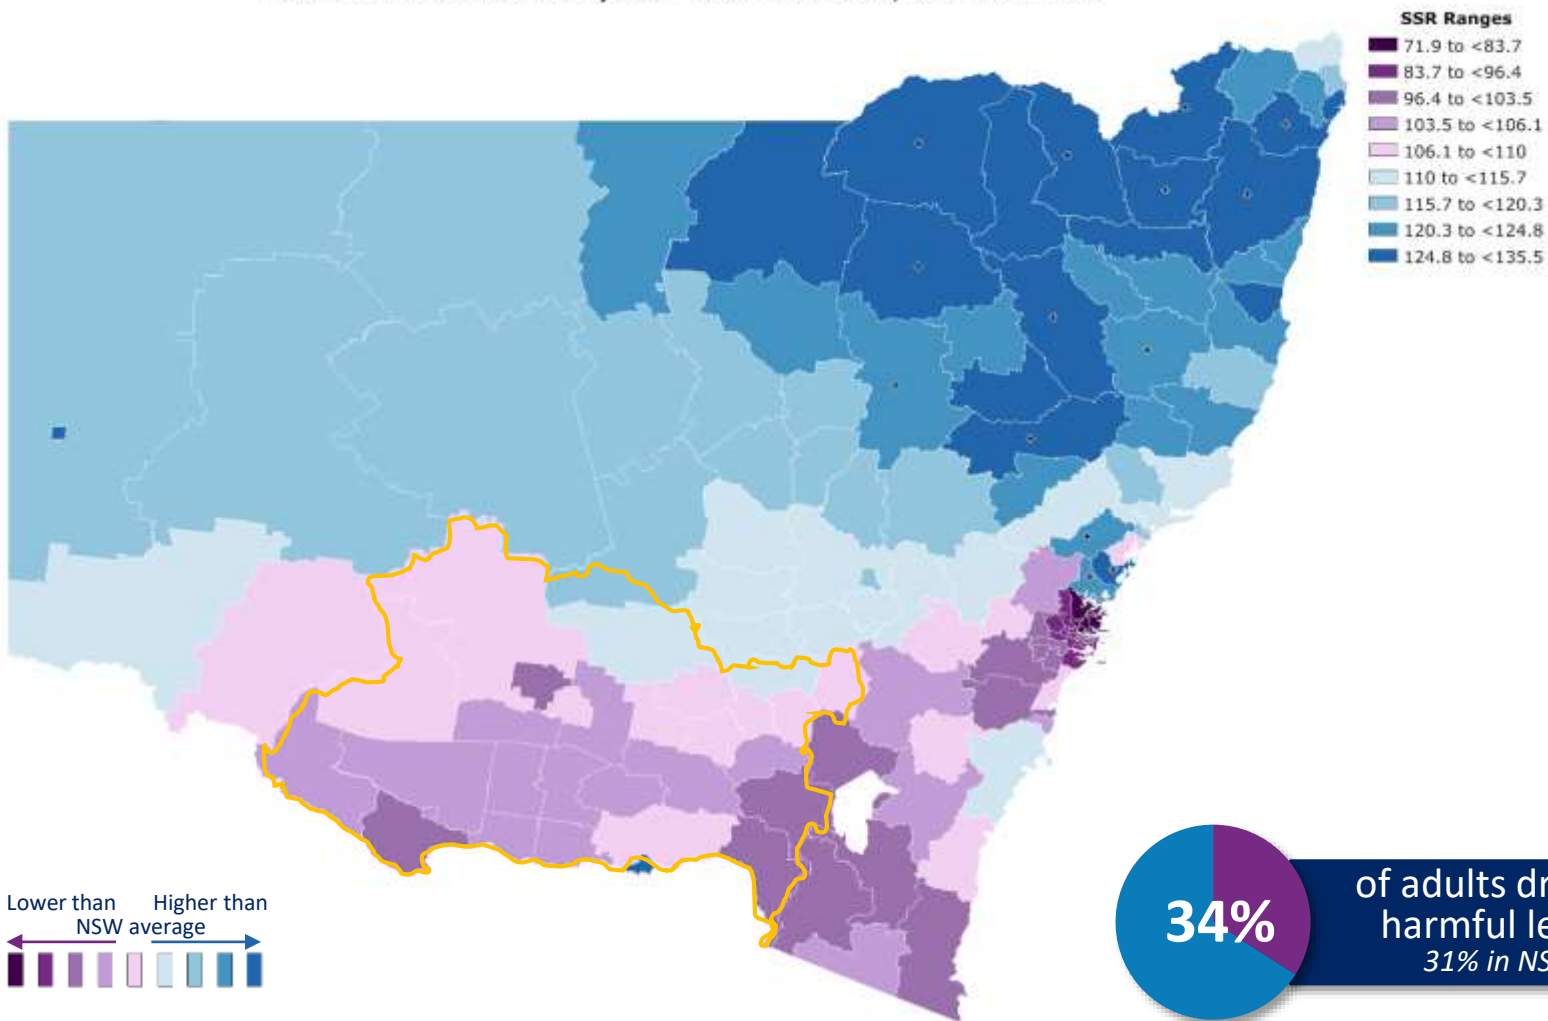 SSR Ranges
71.9 to <83.7
83.7 to <96.4
96.4 to <103.5
103.5 to <106.1
106.1 to <110
110 to <115.7
115.7 to <120.3
120.3 to <124.8
124.8 to <135.5
Lower than Higher than
NSW average
34%
of adults
harmful
31% in